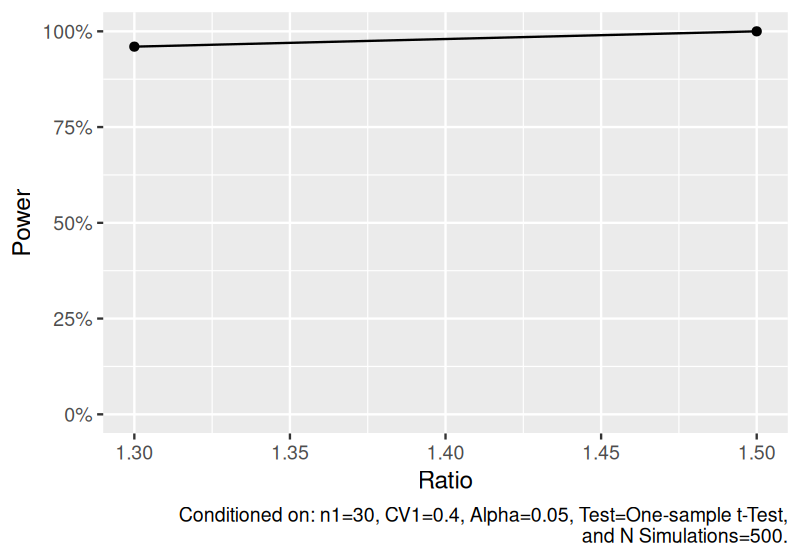 100%
75%
50%
25%
0%
Power
1.30 1.35 1.40 1.45 1.50
Ratio
Conditioned on: n1=30, CV1=0.4, Alpha=0.05, Test=One-sample t-Test,
and N Simulations=500.